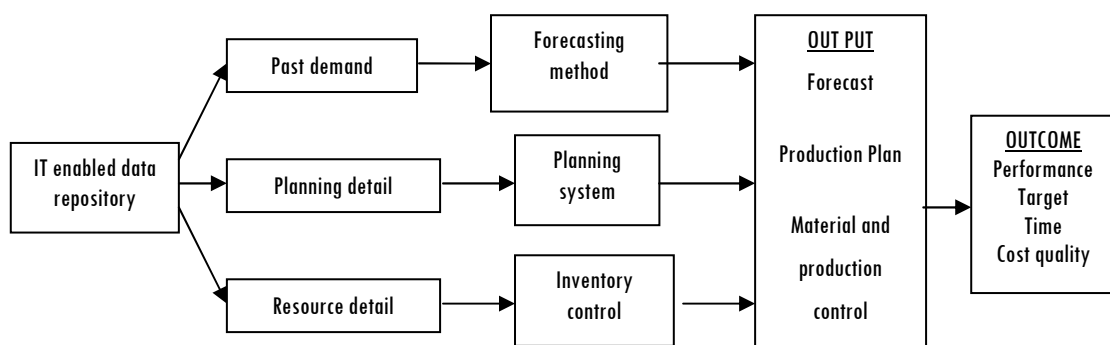 IT enabled data
repository
Past demand
Forecasting
method
Planning detail
Planning
system
Resource detail
Inventory
control
OUT PUT
Forecast
Production Plan
Material and
production
control
OUTCOME
Performance
Target
Time
Cost quality